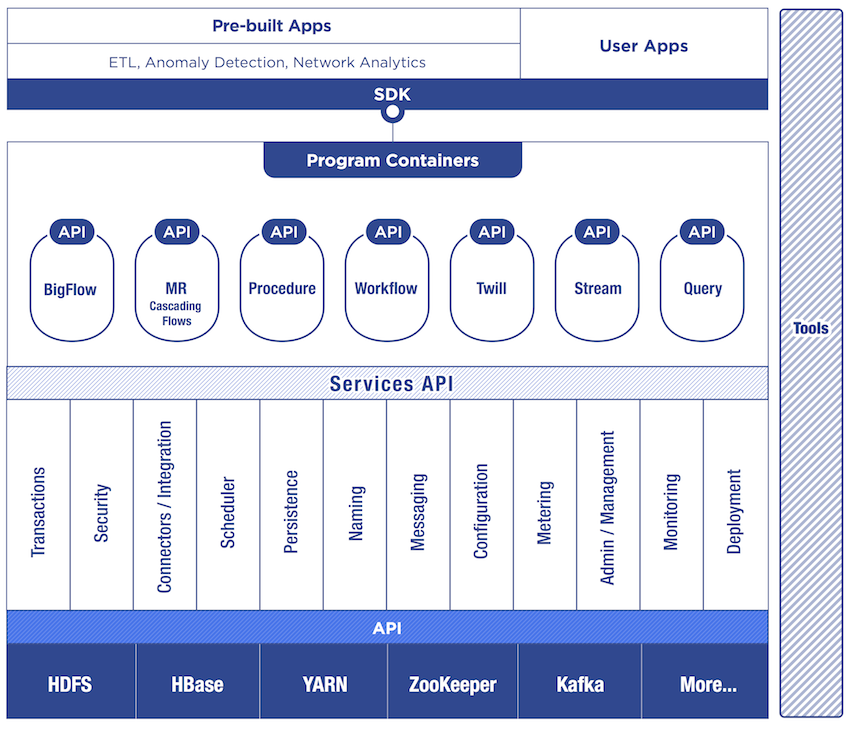 Pre-built Apps
User Apps
ETL, Anomaly Detection, Network Analytics
SDK
Program Containers
API
API
API
API
API
API
API
BigFlow
MR
Cascading
Flows
Procedure
Workflow
Twill
Stream
Query
Tools
Services API
Transactions
Security
Connectors / Integration
Scheduler
Persistence
Naming
Messaging
Configuration
Metering
Admin / Management
Monitoring
Deployment
API
HDFS
HBase
YARN
ZooKeeper
Kafka
More...